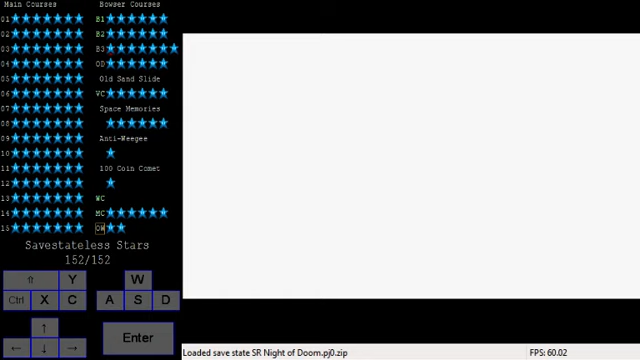 Main Courses
Bowser Courses
01
B1
02
B2
03
B3
04
OD
05
Old Sand Slide
06
VC
07
Space Memories
08
09
Anti-Weegee
10
11
100 Coin Comet
12
13
WC
14
MC
15
OW
Savestateless Stars
152/152
⇧
Y
W
Ctrl
X
C
A
S
D
↑
←
↓
→
Enter
Loaded save state SR Night of Doom.pj0.zip
FPS: 60.02